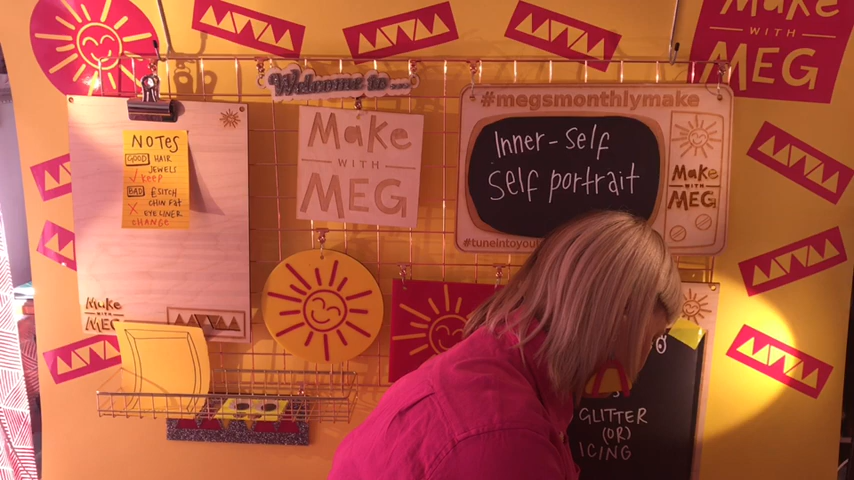 Make
WITH
MEG
Welcome to...
#megsmonthlymake
Inner-Self
Self portrait
Make
WITH
MEG
#tuneintoyou
NOTES
GOOD HAIR
JEWELS
KEEP
BAD
CHIN FAT
EYELINER
CHANGE
Make
WITH
MEG
Make
WITH
MEG
GLITTER
(OR)
ICING